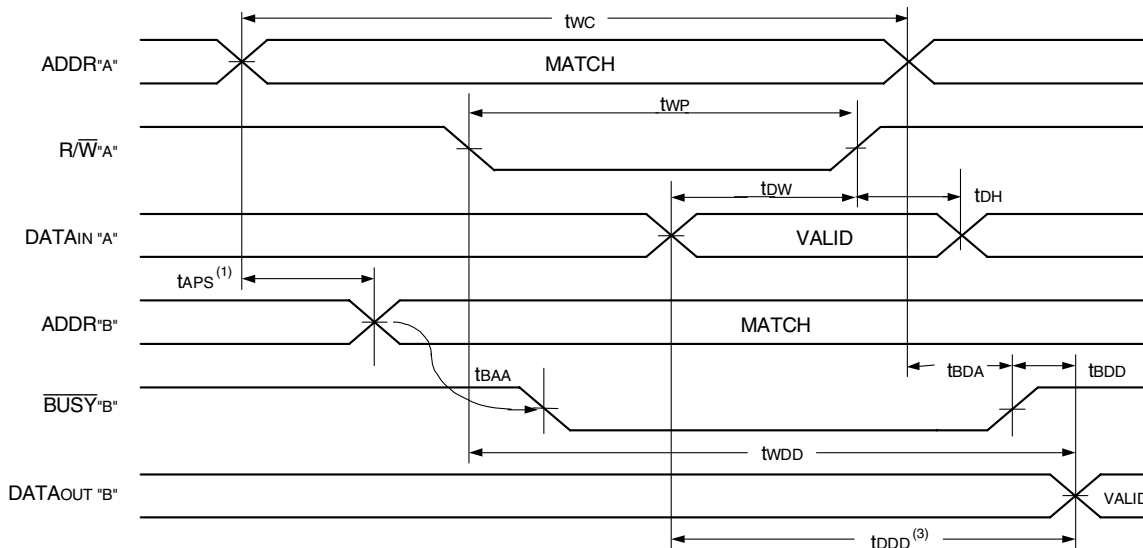 tWC
ADDR"A" MATCH
tWP
R/W̅"A"
tDW tDH
DATAIN "A" VALID
tAPS(1)
ADDR"B" MATCH
tBAA tBDA tBDD
B̅U̅S̅Y̅"B"
tWDD
DATAOUT "B" VALID
tDDD(3)